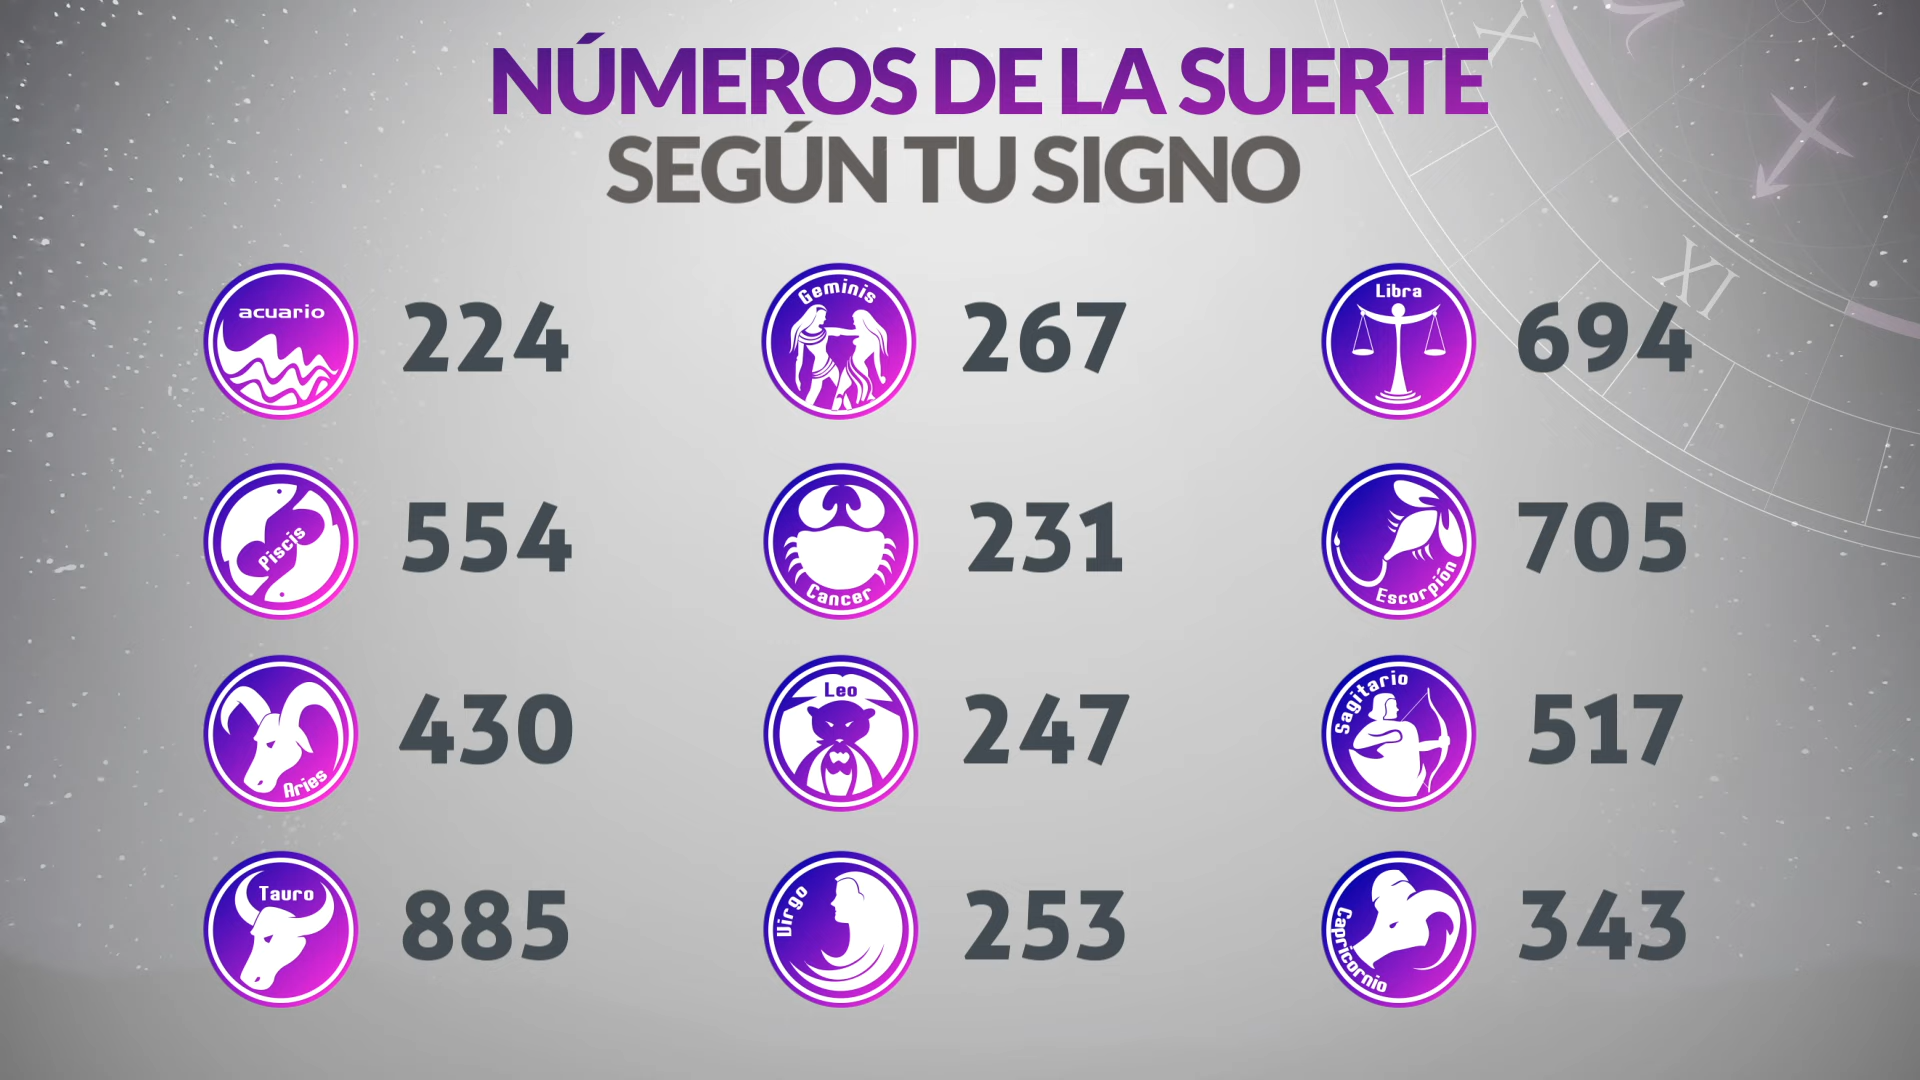 NÚMEROS DE LA SUERTE
SEGÚN TU SIGNO
X
XI
acuario 224
Geminis 267
Libra 694
Piscis 554
Cancer 231
Escorpión 705
Aries 430
Leo 247
Sagitario 517
Tauro 885
Virgo 253
Capricornio 343